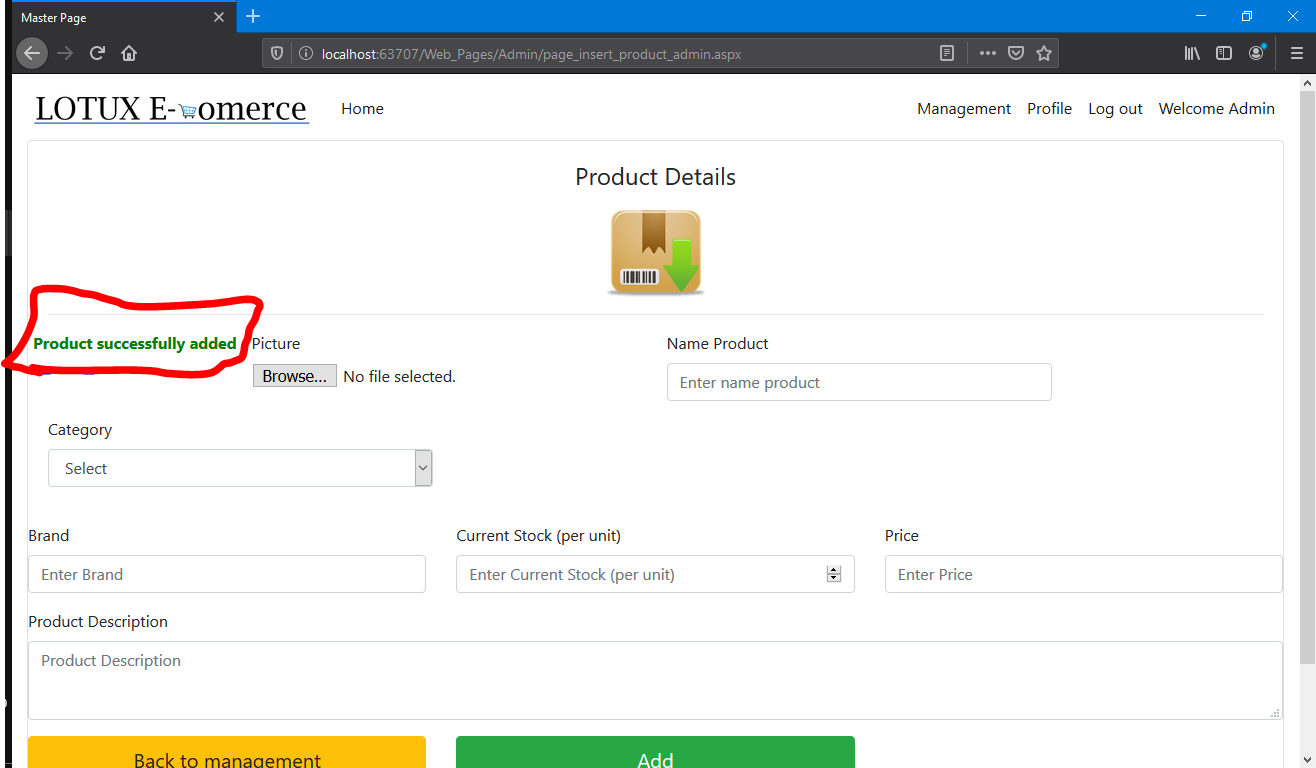 Master Page
localhost:63707/Web_Pages/Admin/page_insert_product_admin.aspx
LOTUX E-omerce Home Management Profile Log out Welcome Admin
Product Details
Product successfully added Picture Name Product
Browse... No file selected. Enter name product
Category
Select
Brand Current Stock (per unit) Price
Enter Brand Enter Current Stock (per unit) Enter Price
Product Description
Product Description
Back to management Add